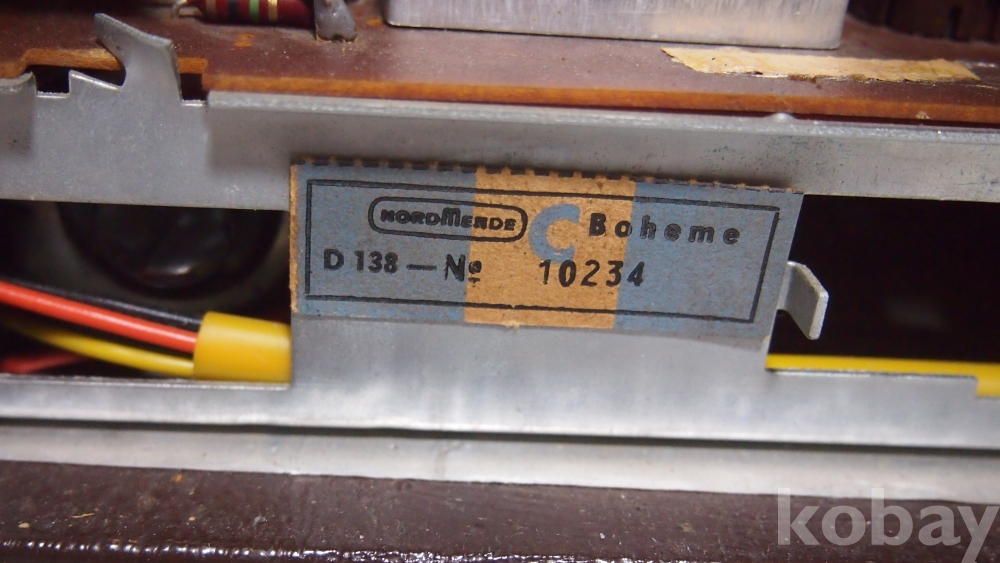 NORDMENDE C Boheme
D 138 — Nº 10234
kobay